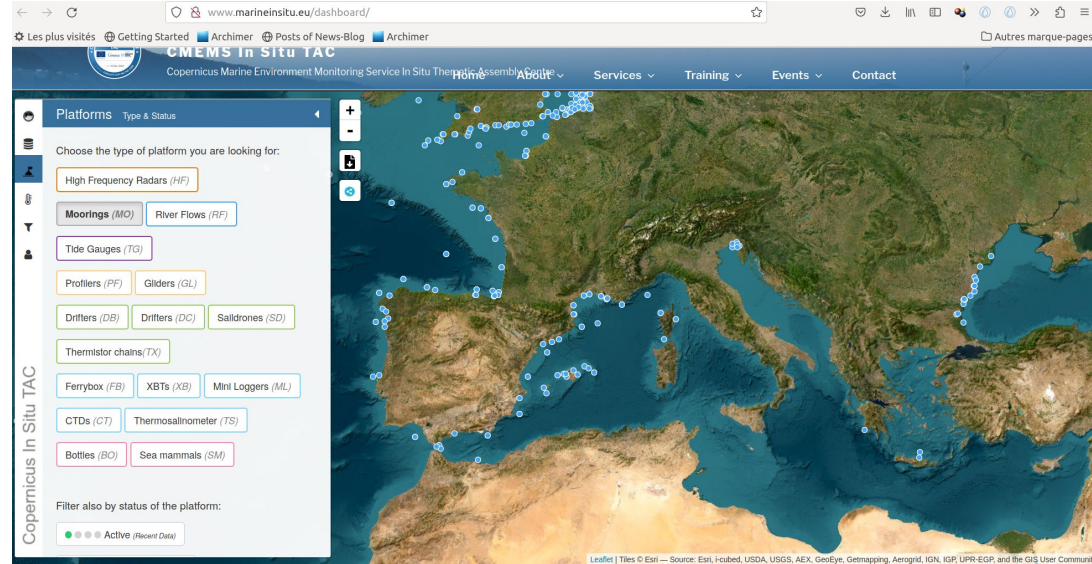 www.marineinsitu.eu/dashboard/
Les plus visités Getting Started Archimer Posts of News-Blog Archimer Autres marque-pages
CMEMS In Situ TAC
Copernicus Marine Environment Monitoring Service In Situ Thematic Assembly Centre
Home About Services Training Events Contact
Platforms Type & Status
+
-
Choose the type of platform you are looking for:
High Frequency Radars (HF)
Moorings (MO) River Flows (RF)
Tide Gauges (TG)
Profilers (PF) Gliders (GL)
Drifters (DB) Drifters (DC) Saildrones (SD)
Thermistor chains(TX)
Ferrybox (FB) XBTs (XB) Mini Loggers (ML)
CTDs (CT) Thermosalinometer (TS)
Bottles (BO) Sea mammals (SM)
Filter also by status of the platform:
Active (Recent Data)
Copernicus In Situ TAC
Leaflet | Tiles © Esri — Source: Esri, i-cubed, USDA, USGS, AEX, GeoEye, Getmapping, Aerogrid, IGN, IGP, UPR-EGP, and the GIS User Communit